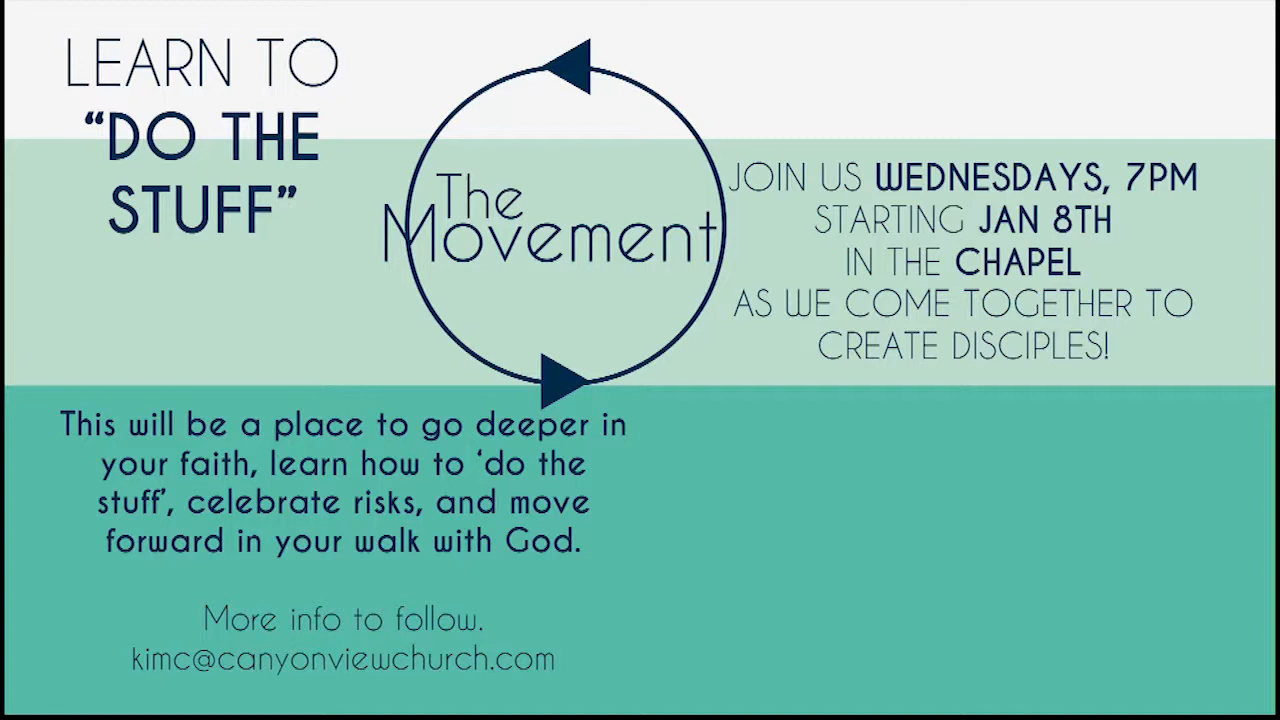 LEARN TO
“DO THE
STUFF”
The
Movement
JOIN US WEDNESDAYS, 7PM
STARTING JAN 8TH
IN THE CHAPEL
AS WE COME TOGETHER TO
CREATE DISCIPLES!
This will be a place to go deeper in
your faith, learn how to ‘do the
stuff’, celebrate risks, and move
forward in your walk with God.
More info to follow.
kimc@canyonviewchurch.com